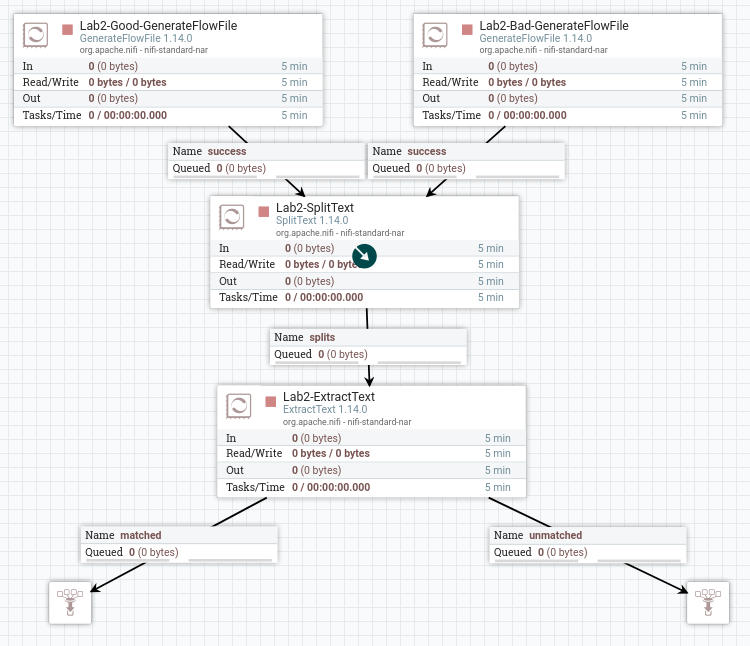 Lab2-Good-GenerateFlowFile
GenerateFlowFile 1.14.0
org.apache.nifi - nifi-standard-nar
In 0 (0 bytes) 5 min
Read/Write 0 bytes / 0 bytes 5 min
Out 0 (0 bytes) 5 min
Tasks/Time 0 / 00:00:00.000 5 min
Lab2-Bad-GenerateFlowFile
GenerateFlowFile 1.14.0
org.apache.nifi - nifi-standard-nar
In 0 (0 bytes) 5 min
Read/Write 0 bytes / 0 bytes 5 min
Out 0 (0 bytes) 5 min
Tasks/Time 0 / 00:00:00.000 5 min
Name success
Queued 0 (0 bytes)
Name success
Queued 0 (0 bytes)
Lab2-SplitText
SplitText 1.14.0
org.apache.nifi - nifi-standard-nar
In 0 (0 bytes) 5 min
Read/Write 0 bytes / 0 byte 5 min
Out 0 (0 bytes) 5 min
Tasks/Time 0 / 00:00:00.000 5 min
Name splits
Queued 0 (0 bytes)
Lab2-ExtractText
ExtractText 1.14.0
org.apache.nifi - nifi-standard-nar
In 0 (0 bytes) 5 min
Read/Write 0 bytes / 0 bytes 5 min
Out 0 (0 bytes) 5 min
Tasks/Time 0 / 00:00:00.000 5 min
Name matched
Queued 0 (0 bytes)
Name unmatched
Queued 0 (0 bytes)